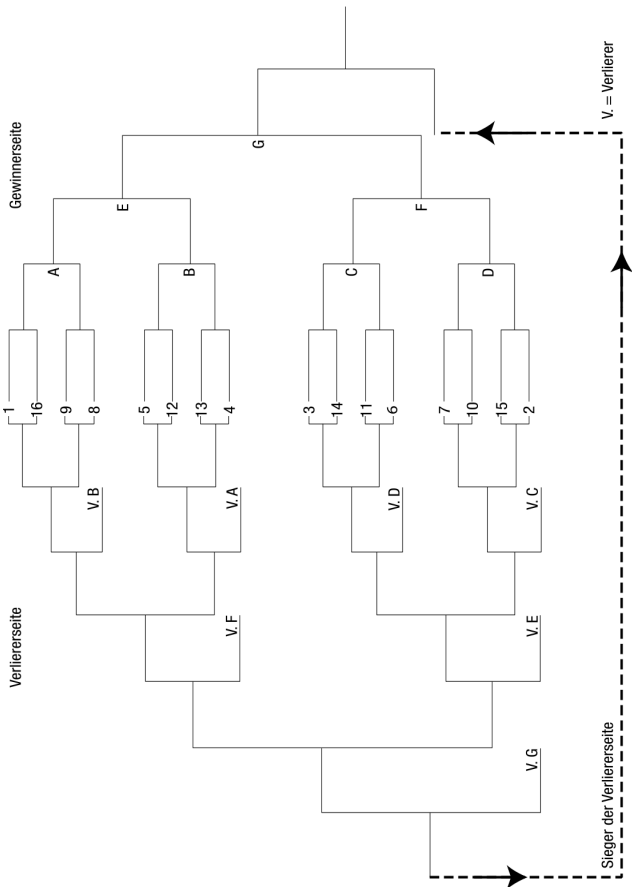 Gewinnerseite
Verliererseite
1
16
9
8
5
12
13
4
3
14
11
6
7
10
15
2
A
B
C
D
E
F
G
V. B
V. A
V. D
V. C
V. F
V. E
V. G
Sieger der Verliererseite
V. = Verlierer